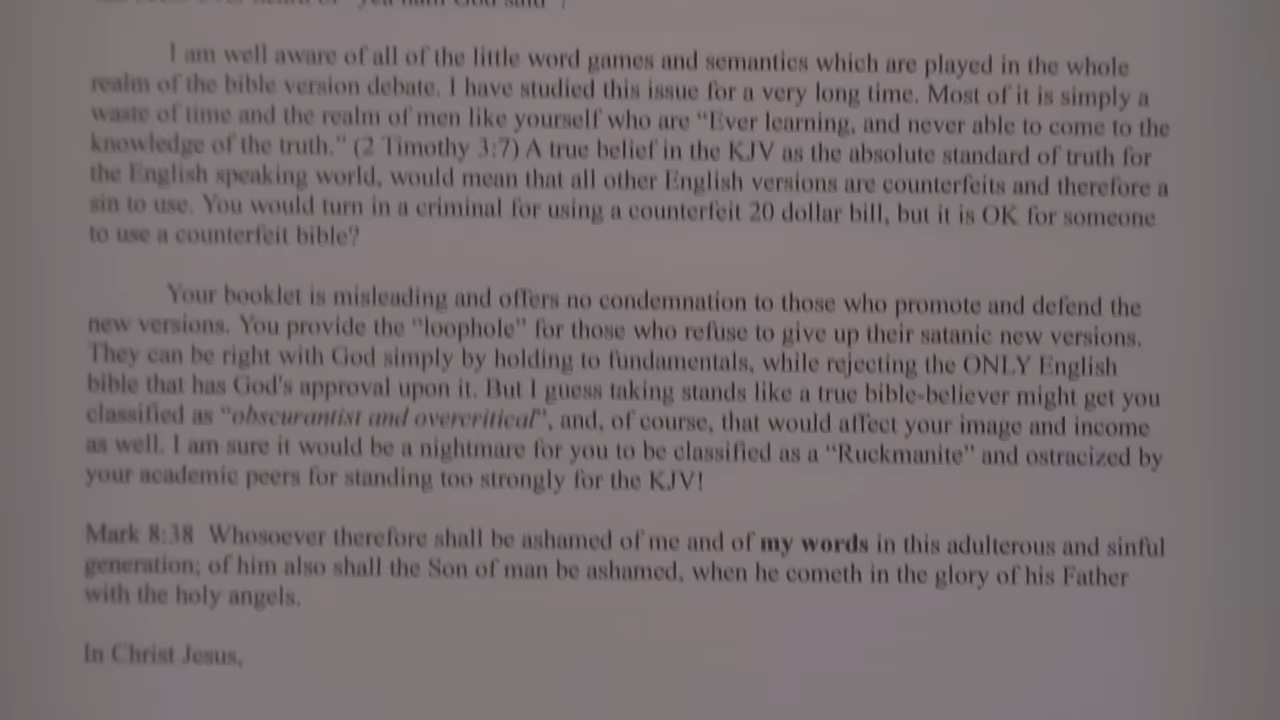 "yea hath God said"?
I am well aware of all of the little word games and semantics which are played in the whole
realm of the bible version debate. I have studied this issue for a very long time. Most of it is simply a
waste of time and the realm of men like yourself who are "Ever learning, and never able to come to the
knowledge of the truth." (2 Timothy 3:7) A true belief in the KJV as the absolute standard of truth for
the English speaking world, would mean that all other English versions are counterfeits and therefore a
sin to use. You would turn in a criminal for using a counterfeit 20 dollar bill, but it is OK for someone
to use a counterfeit bible?
Your booklet is misleading and offers no condemnation to those who promote and defend the
new versions. You provide the "loophole" for those who refuse to give up their satanic new versions.
They can be right with God simply by holding to fundamentals, while rejecting the ONLY English
bible that has God's approval upon it. But I guess taking stands like a true bible-believer might get you
classified as "obscurantist and overcritical", and, of course, that would affect your image and income
as well. I am sure it would be a nightmare for you to be classified as a "Ruckmanite" and ostracized by
your academic peers for standing too strongly for the KJV!
Mark 8:38 Whosoever therefore shall be ashamed of me and of my words in this adulterous and sinful
generation; of him also shall the Son of man be ashamed, when he cometh in the glory of his Father
with the holy angels.
In Christ Jesus,